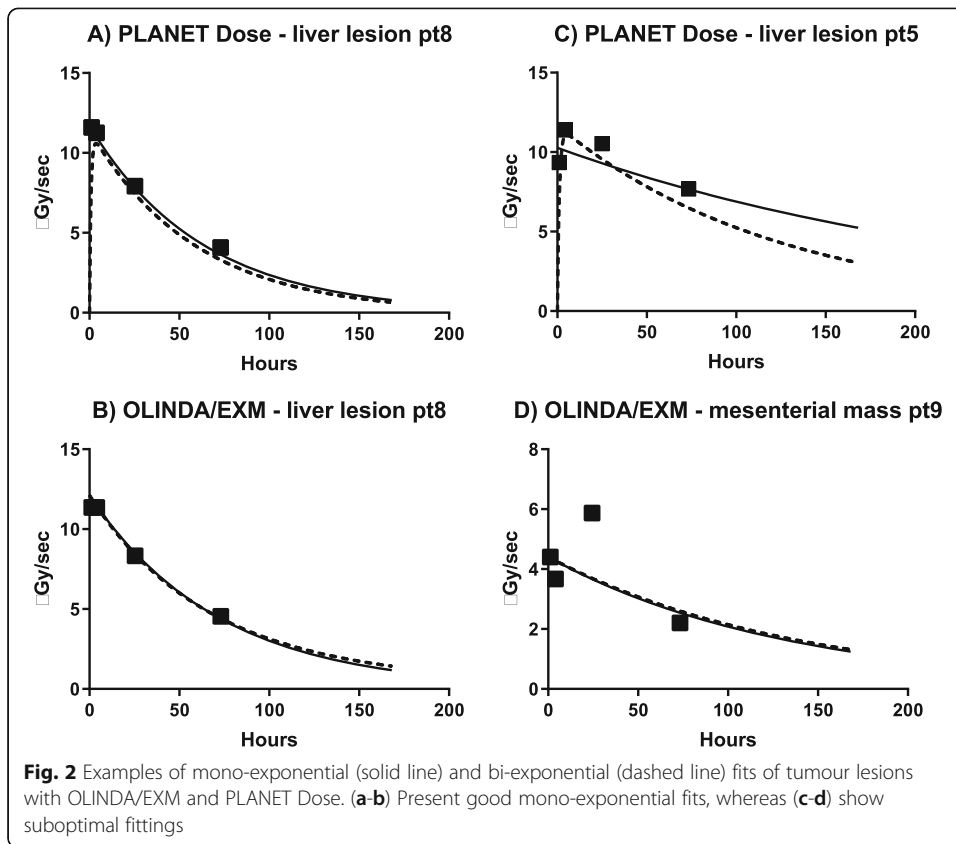 A) PLANET Dose - liver lesion pt8
15
10
5
0
□Gy/sec
0 50 100 150 200
Hours
C) PLANET Dose - liver lesion pt5
15
10
5
0
□Gy/sec
0 50 100 150 200
Hours
B) OLINDA/EXM - liver lesion pt8
15
10
5
0
□Gy/sec
0 50 100 150 200
Hours
D) OLINDA/EXM - mesenterial mass pt9
8
6
4
2
0
□Gy/sec
0 50 100 150 200
Hours
Fig. 2 Examples of mono-exponential (solid line) and bi-exponential (dashed line) fits of tumour lesions
with OLINDA/EXM and PLANET Dose. (a-b) Present good mono-exponential fits, whereas (c-d) show
suboptimal fittings